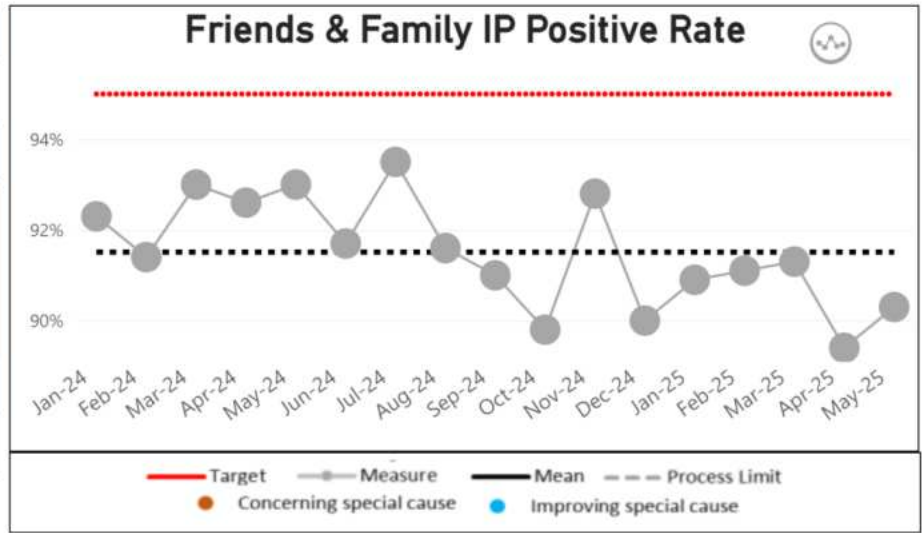 Friends & Family IP Positive Rate
94%
92%
90%
Jan-24 Feb-24 Mar-24 Apr-24 May-24 Jun-24 Jul-24 Aug-24 Sep-24 Oct-24 Nov-24 Dec-24 Jan-25 Feb-25 Mar-25 Apr-25 May-25
Target Measure Mean Process Limit
Concerning special cause Improving special cause